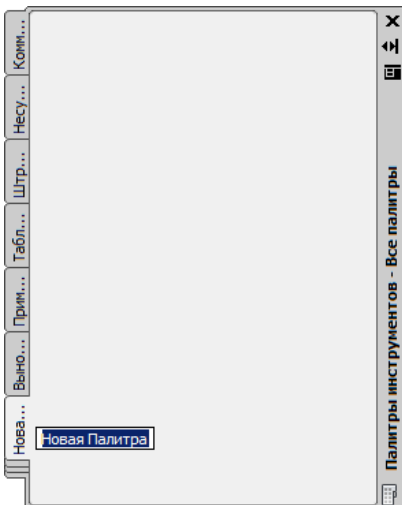 Комм...
Несу...
Штр...
Табл...
Прим...
Выно...
Нова...
Новая Палитра
Палитры инструментов - Все палитры